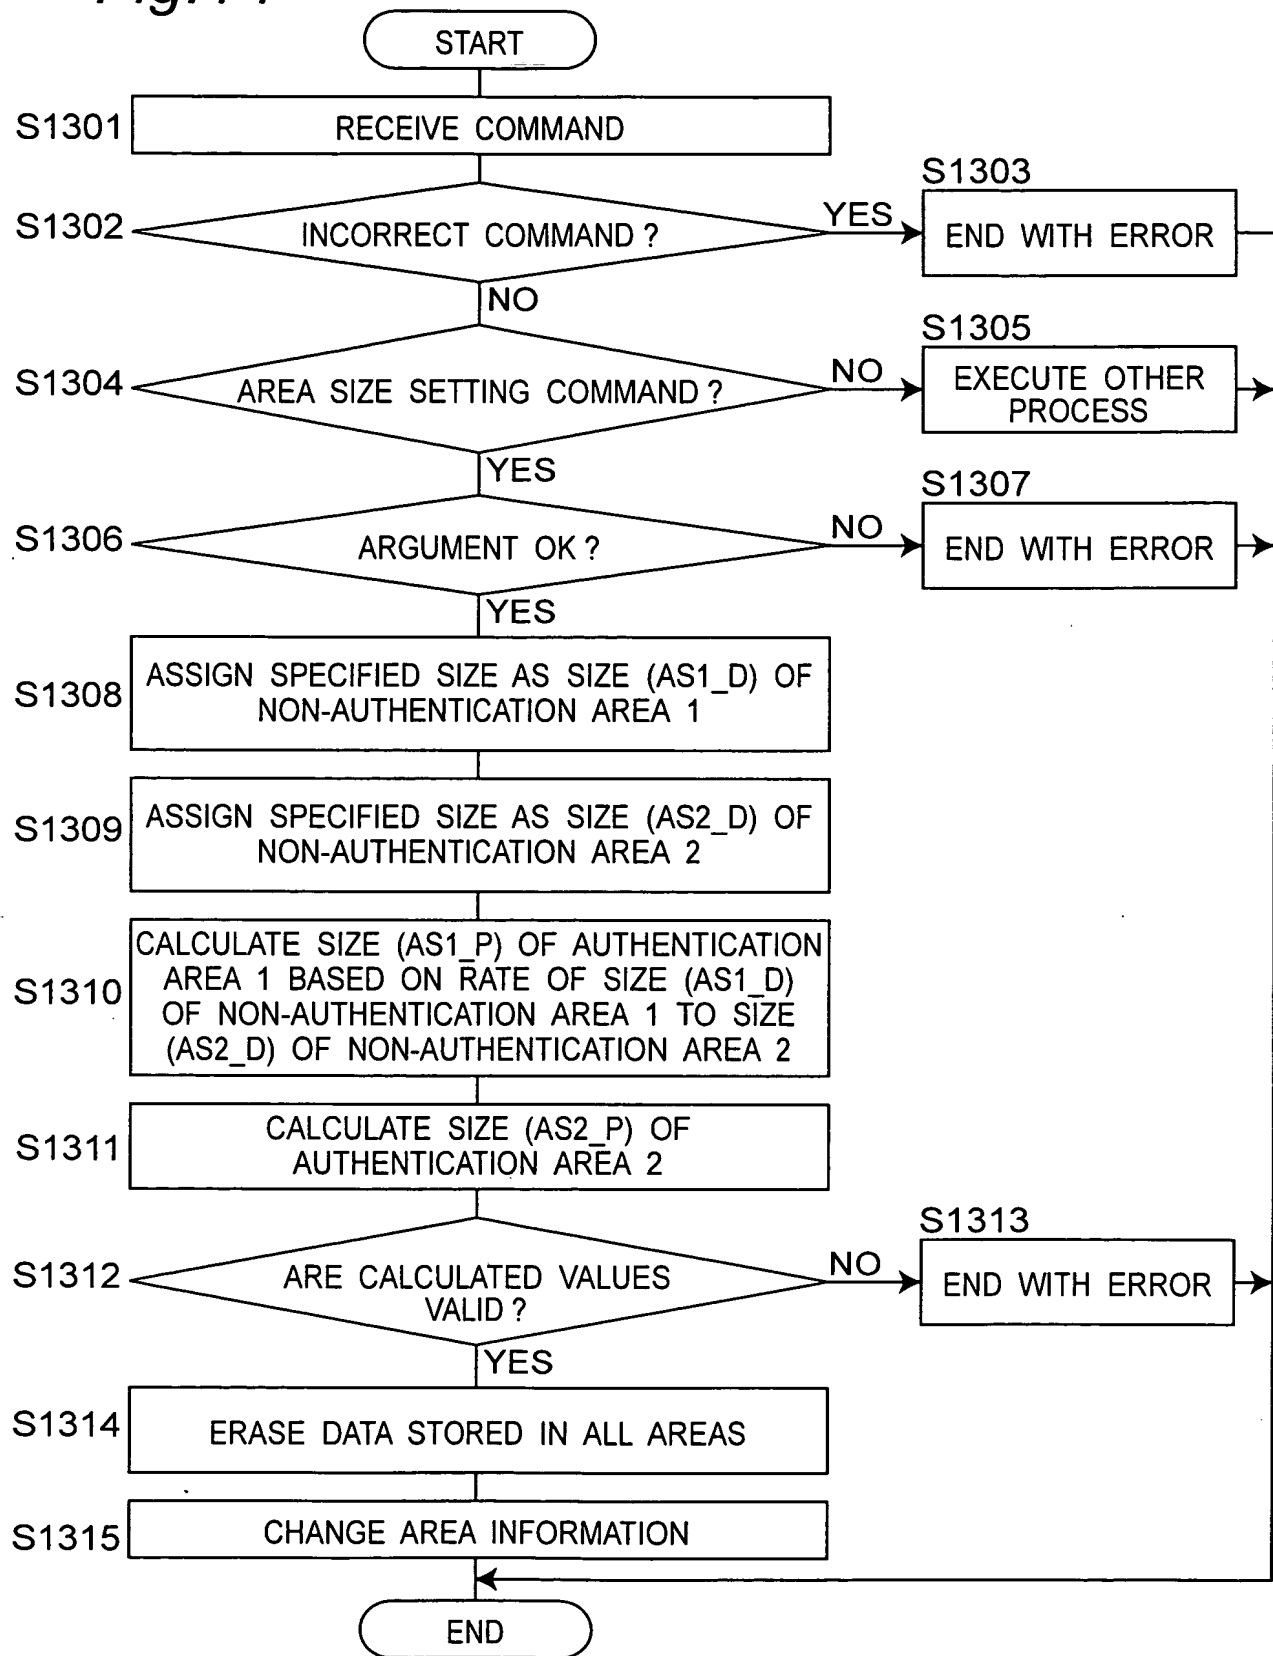 START
S1301
RECEIVE COMMAND
S1302
INCORRECT COMMAND ?
YES
S1303
END WITH ERROR
NO
S1304
AREA SIZE SETTING COMMAND ?
NO
S1305
EXECUTE OTHER
PROCESS
YES
S1306
ARGUMENT OK ?
NO
S1307
END WITH ERROR
YES
S1308
ASSIGN SPECIFIED SIZE AS SIZE (AS1_D) OF
NON-AUTHENTICATION AREA 1
S1309
ASSIGN SPECIFIED SIZE AS SIZE (AS2_D) OF
NON-AUTHENTICATION AREA 2
S1310
CALCULATE SIZE (AS1_P) OF AUTHENTICATION
AREA 1 BASED ON RATE OF SIZE (AS1_D)
OF NON-AUTHENTICATION AREA 1 TO SIZE
(AS2_D) OF NON-AUTHENTICATION AREA 2
S1311
CALCULATE SIZE (AS2_P) OF
AUTHENTICATION AREA 2
S1312
ARE CALCULATED VALUES
VALID ?
NO
S1313
END WITH ERROR
YES
S1314
ERASE DATA STORED IN ALL AREAS
S1315
CHANGE AREA INFORMATION
END